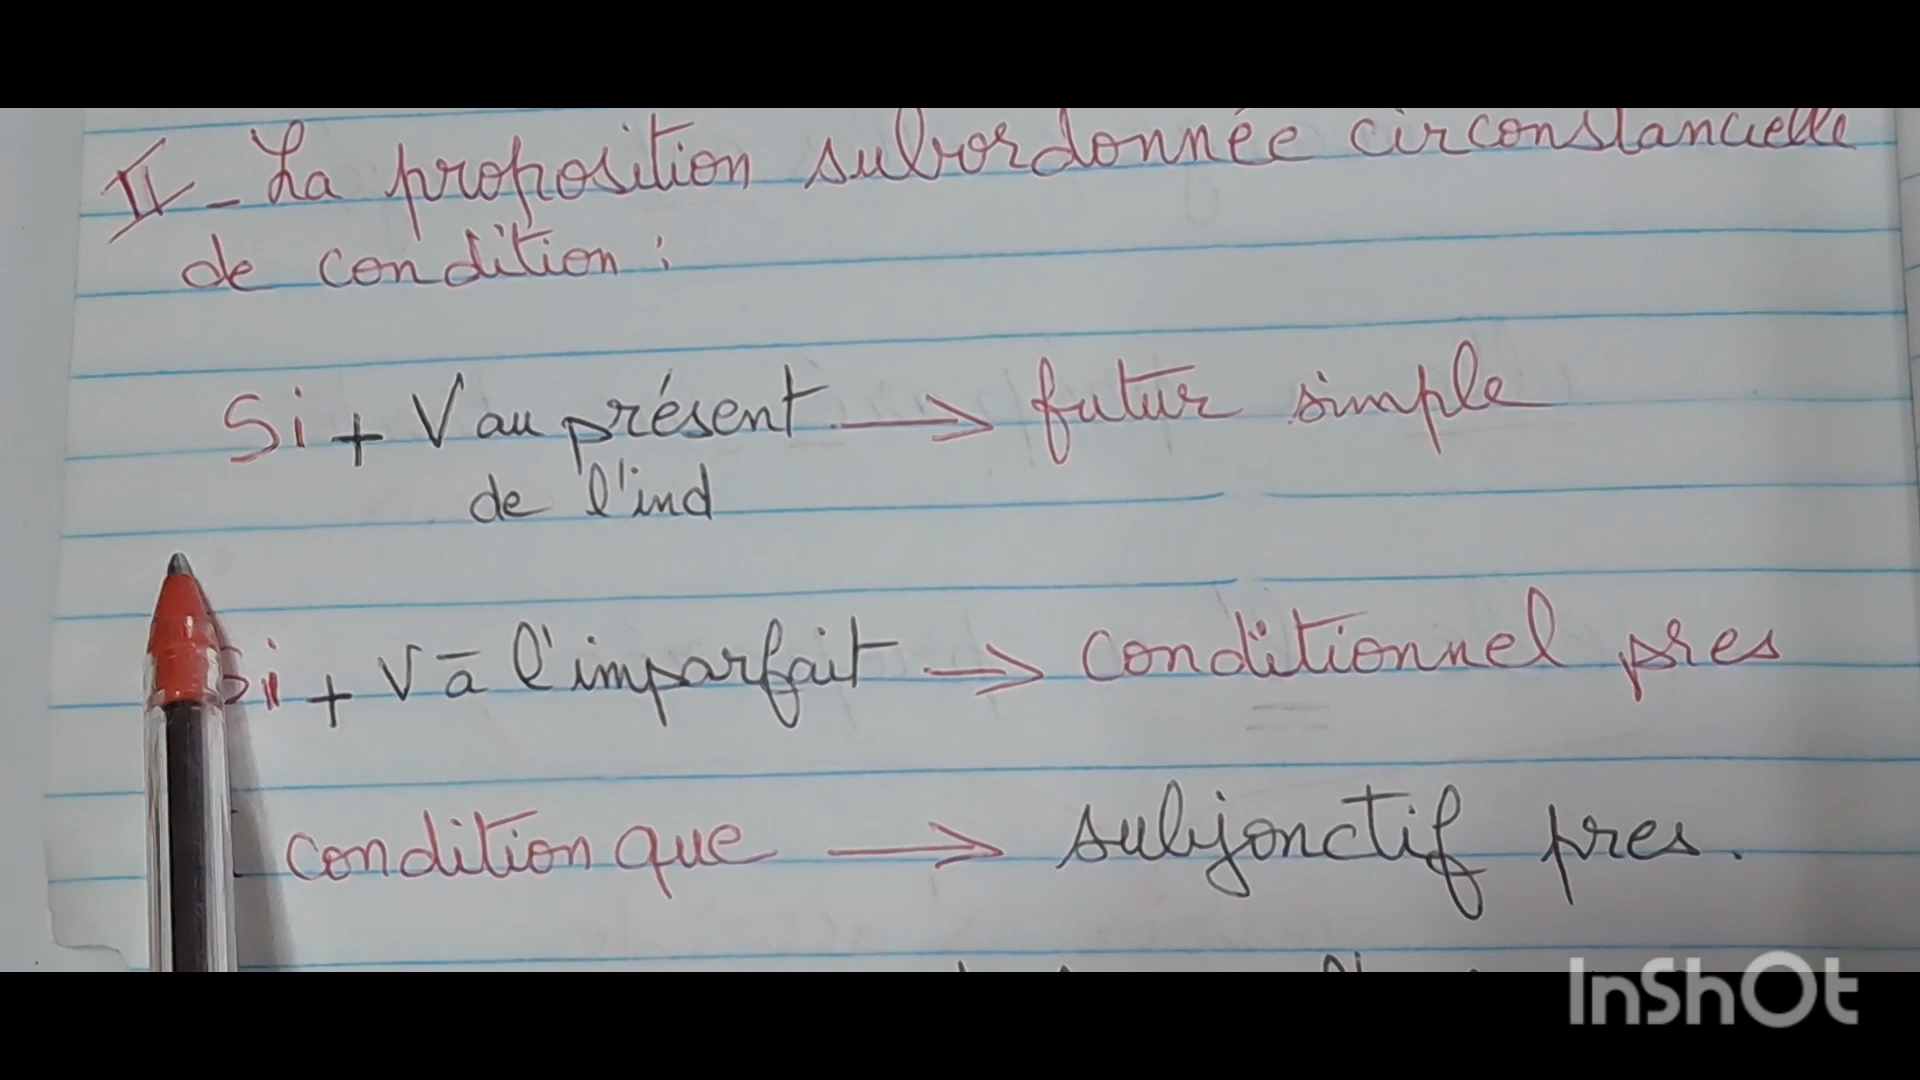 II - La proposition subordonnée circonstancielle
de condition :
Si + V au présent → futur simple
de l'ind
Si + V à l'imparfait → conditionnel pres
condition que → subjonctif pres.
InShOt